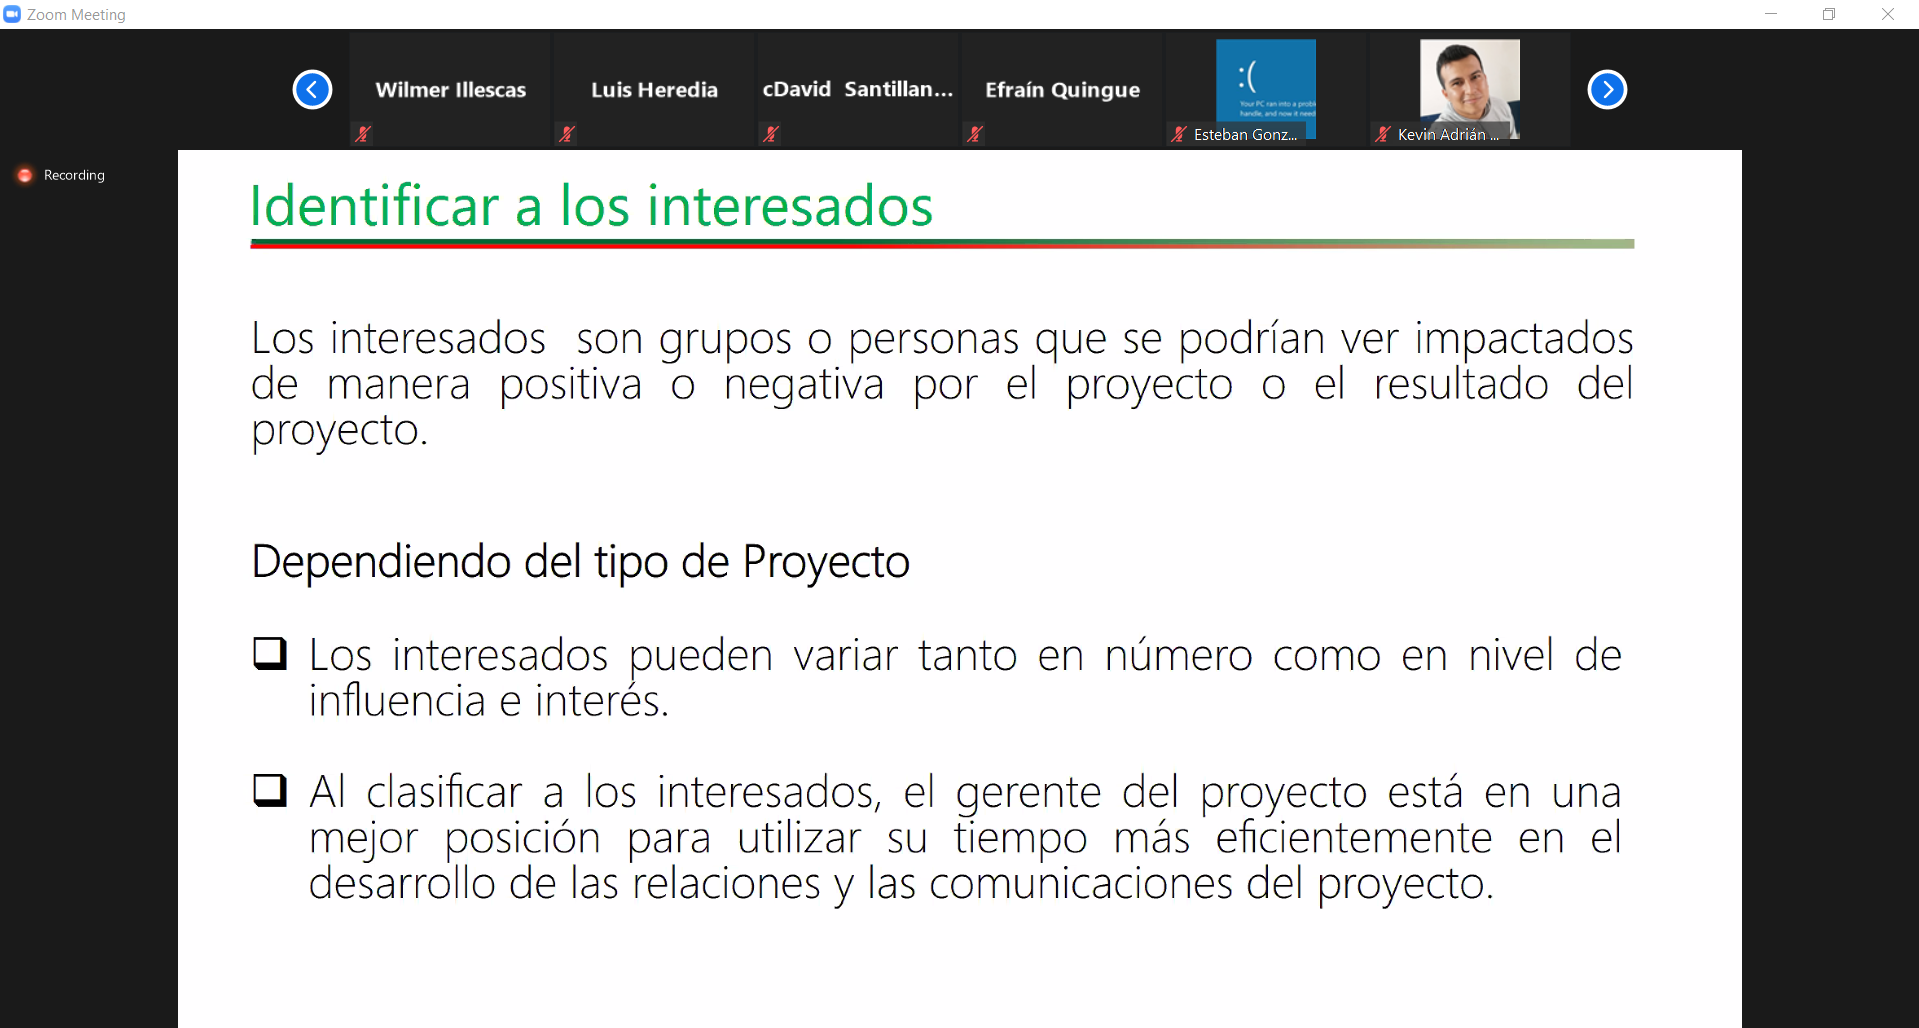 Zoom Meeting
Wilmer Illescas
Luis Heredia
cDavid Santillan...
Efraín Quingue
:(
Your PC ran into a probl
handle, and now it need
Esteban Gonz...
Kevin Adrián ...
Recording
Identificar a los interesados
Los interesados son grupos o personas que se podrían ver impactados
de manera positiva o negativa por el proyecto o el resultado del
proyecto.
Dependiendo del tipo de Proyecto
Los interesados pueden variar tanto en número como en nivel de
influencia e interés.
Al clasificar a los interesados, el gerente del proyecto está en una
mejor posición para utilizar su tiempo más eficientemente en el
desarrollo de las relaciones y las comunicaciones del proyecto.